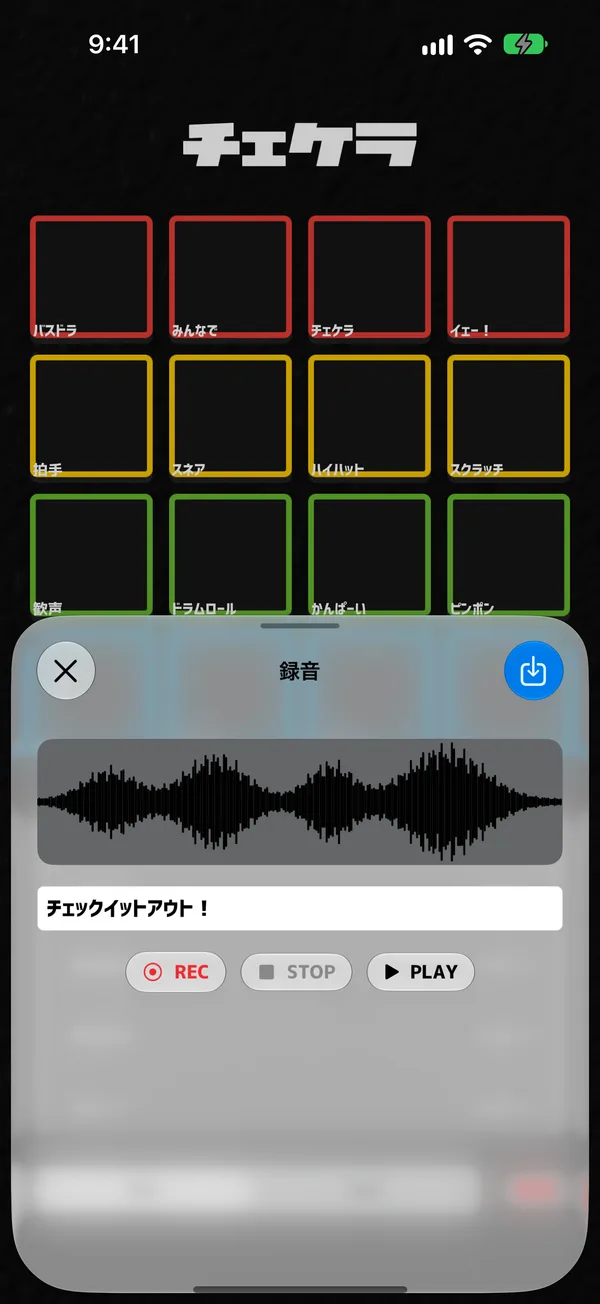 9:41
チェケラ
バスドラ みんなで チェケラ イェー！
拍手 スネア ハイハット スクラッチ
歓声 ドラムロール かんぱーい ピンポン
録音
チェックイットアウト！
REC STOP PLAY